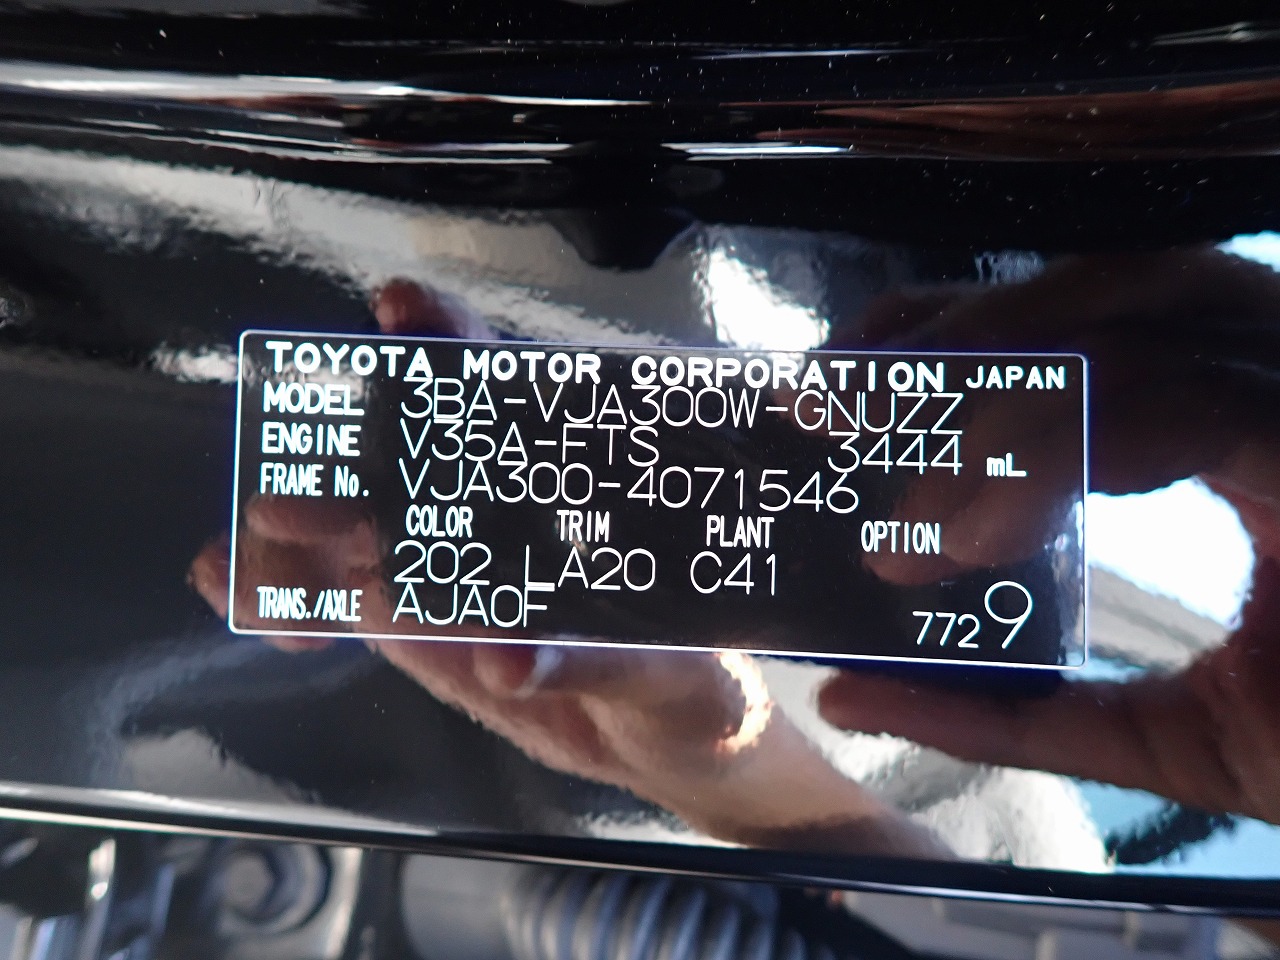 TOYOTA MOTOR CORPORATION JAPAN
MODEL 3BA-VJA300W-GNUZZ
ENGINE V35A-FTS 3444 mL
FRAME No. VJA300-4071546
COLOR TRIM PLANT OPTION
202 LA20 C41
TRANS./AXLE AJA0F 7729